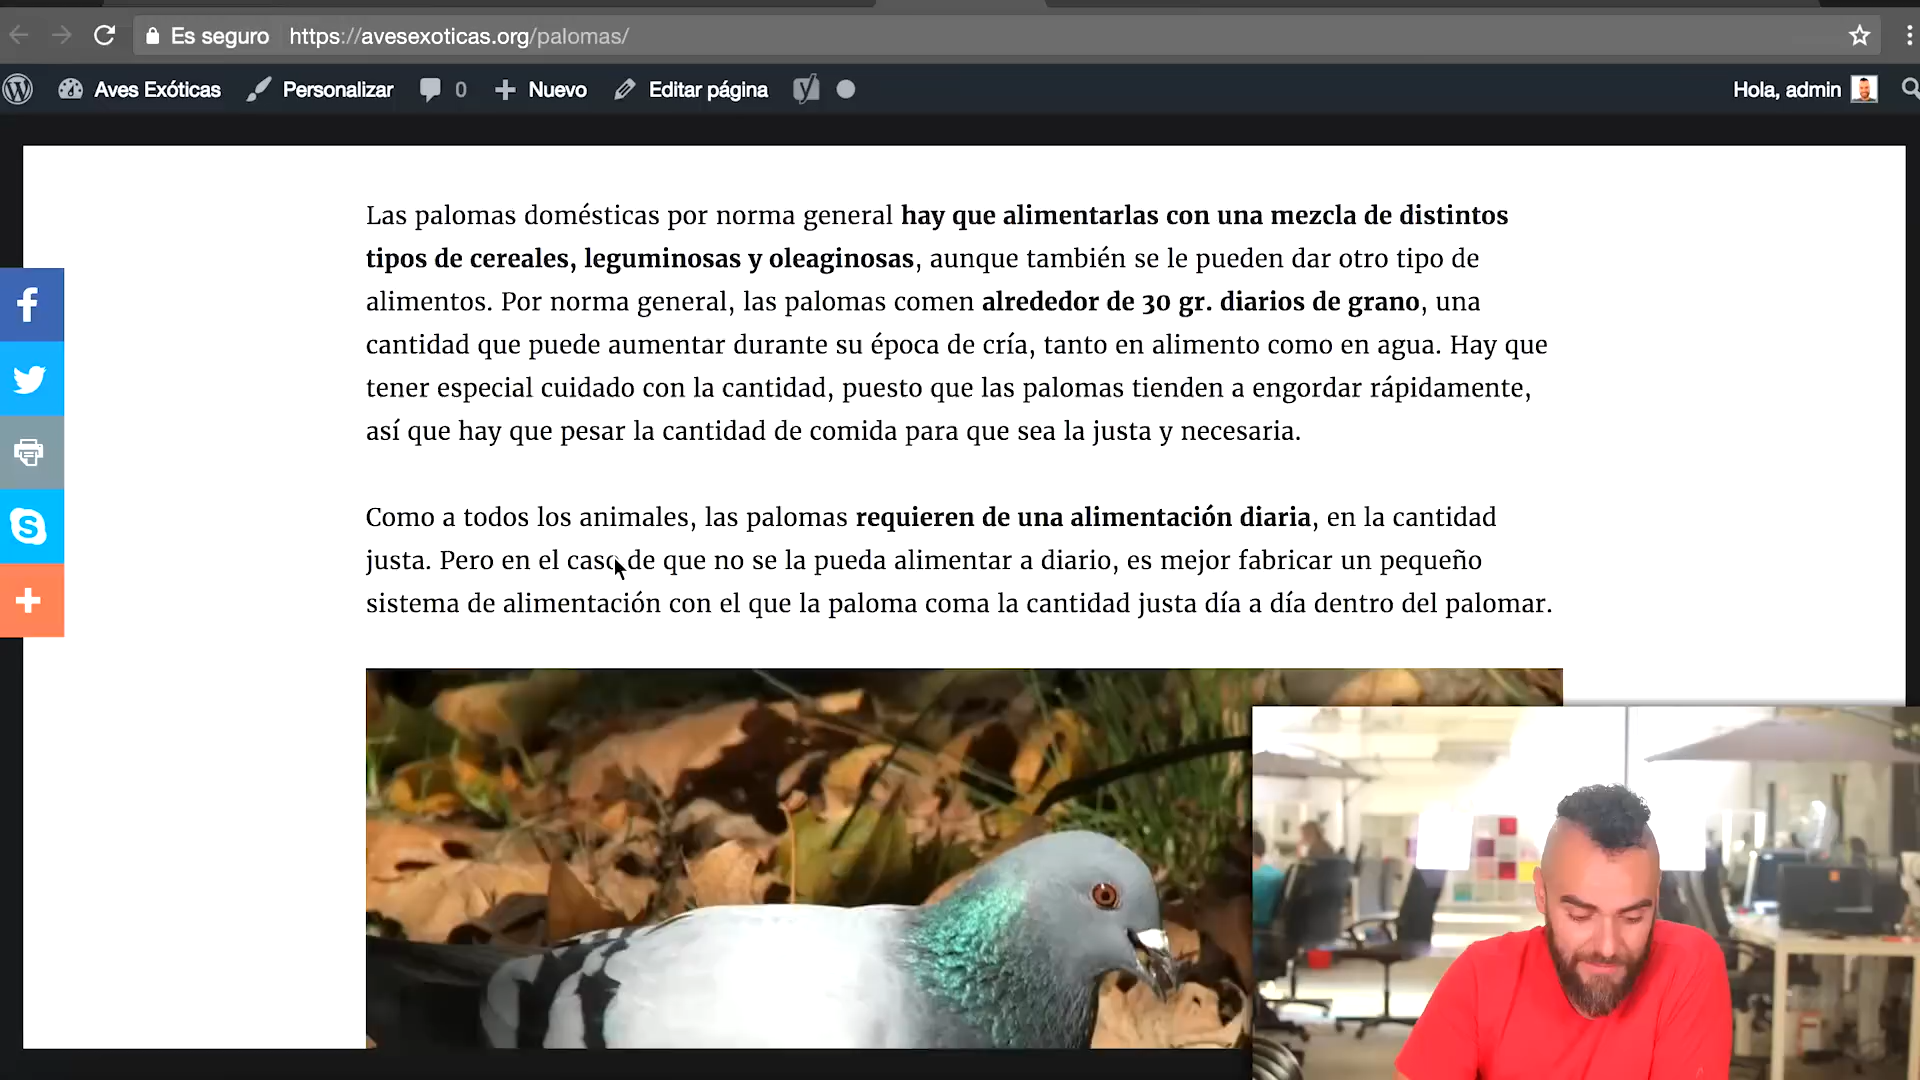 Es seguro https://avesexoticas.org/palomas/
Aves Exóticas Personalizar 0 Nuevo Editar página Hola, admin
Las palomas domésticas por norma general hay que alimentarlas con una mezcla de distintos
tipos de cereales, leguminosas y oleaginosas, aunque también se le pueden dar otro tipo de
alimentos. Por norma general, las palomas comen alrededor de 30 gr. diarios de grano, una
cantidad que puede aumentar durante su época de cría, tanto en alimento como en agua. Hay que
tener especial cuidado con la cantidad, puesto que las palomas tienden a engordar rápidamente,
así que hay que pesar la cantidad de comida para que sea la justa y necesaria.
Como a todos los animales, las palomas requieren de una alimentación diaria, en la cantidad
justa. Pero en el caso de que no se la pueda alimentar a diario, es mejor fabricar un pequeño
sistema de alimentación con el que la paloma coma la cantidad justa día a día dentro del palomar.